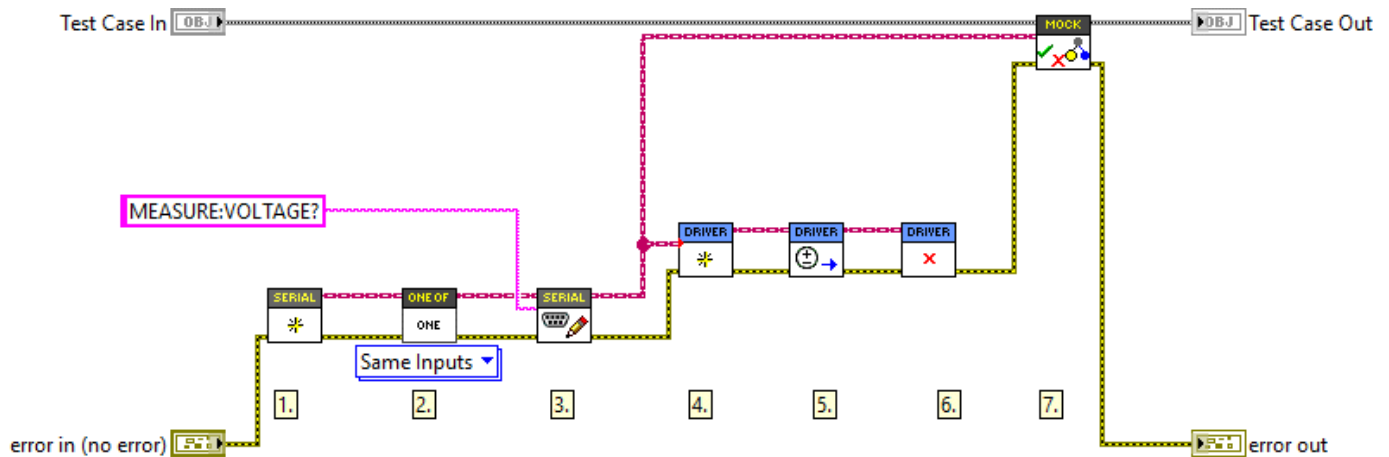 Test Case In
OBJ
MOCK
OBJ
Test Case Out
MEASURE:VOLTAGE?
DRIVER
DRIVER
DRIVER
SERIAL
ONE OF
ONE
SERIAL
Same Inputs
1.
2.
3.
4.
5.
6.
7.
error in (no error)
error out